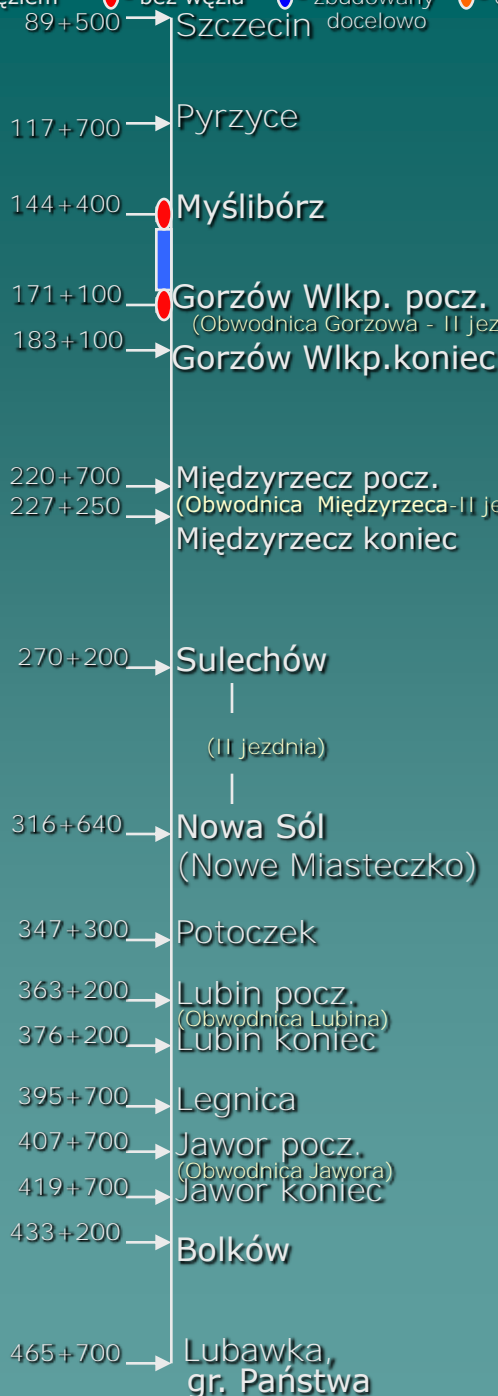 - bez węzła - zbudowany
89+500 Szczecin docelowo
117+700 Pyrzyce
144+400 Myślibórz
171+100 Gorzów Wlkp. pocz.
(Obwodnica Gorzowa - II jez
183+100 Gorzów Wlkp.koniec
220+700 Międzyrzecz pocz.
227+250 (Obwodnica Międzyrzeca-II je
Międzyrzecz koniec
270+200 Sulechów
(II jezdnia)
316+640 Nowa Sól
(Nowe Miasteczko)
347+300 Potoczek
363+200 Lubin pocz.
(Obwodnica Lubina)
376+200 Lubin koniec
395+700 Legnica
407+700 Jawor pocz.
(Obwodnica Jawora)
419+700 Jawor koniec
433+200 Bolków
465+700 Lubawka,
gr. Państwa